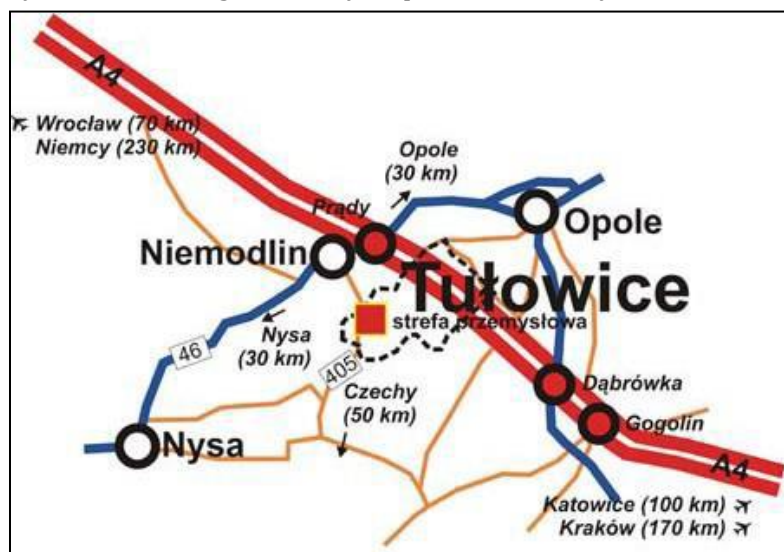 A4
Wrocław (70 km)
Niemcy (230 km)
Opole
(30 km)
Prądy
Opole
Niemodlin
Tułowice
strefa przemysłowa
Nysa
(30 km)
46
405
Czechy
(50 km)
Dąbrówka
Nysa
Gogolin
A4
Katowice (100 km)
Kraków (170 km)